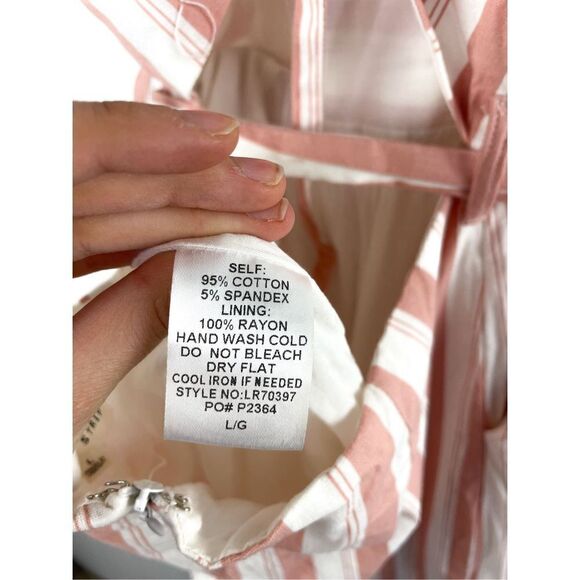 SELF:
95% COTTON
5% SPANDEX
LINING:
100% RAYON
HAND WASH COLD
DO NOT BLEACH
DRY FLAT
COOL IRON IF NEEDED
STYLE NO:LR70397
PO# P2364
L/G